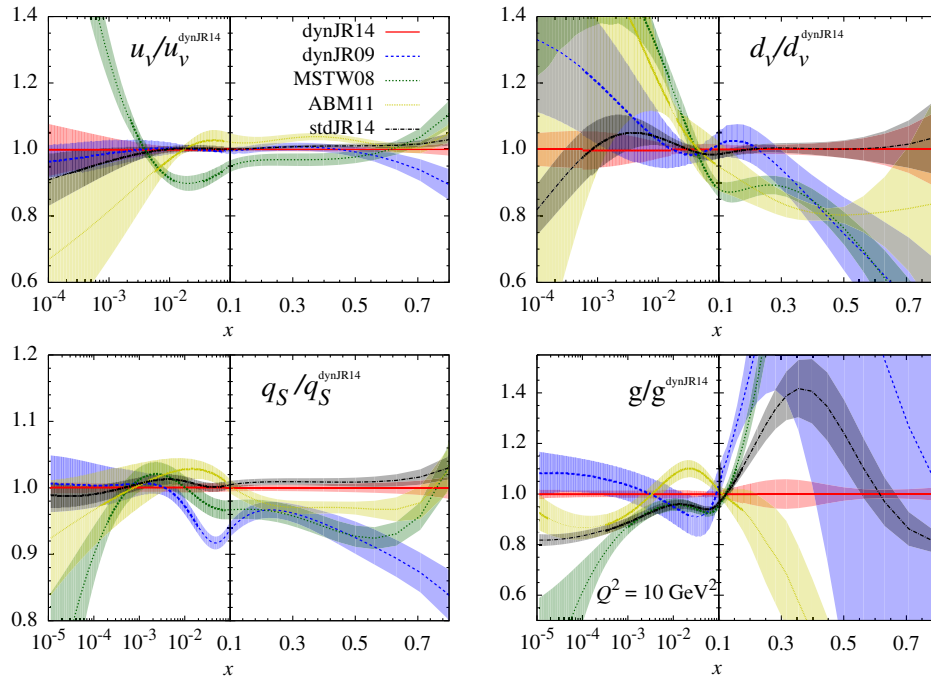 u_v/u_v^dynJR14
dynJR14
dynJR09
MSTW08
ABM11
stdJR14
1.4
1.2
1.0
0.8
0.6
10^-4 10^-3 10^-2 0.1 0.3 0.5 0.7
x
d_v/d_v^dynJR14
1.4
1.2
1.0
0.8
0.6
10^-4 10^-3 10^-2 0.1 0.3 0.5 0.7
x
q_S/q_S^dynJR14
1.2
1.1
1.0
0.9
0.8
10^-5 10^-4 10^-3 10^-2 0.1 0.3 0.5 0.7
x
g/g^dynJR14
1.4
1.2
1.0
0.8
0.6
Q^2 = 10 GeV^2
10^-5 10^-4 10^-3 10^-2 0.1 0.3 0.5 0.7
x